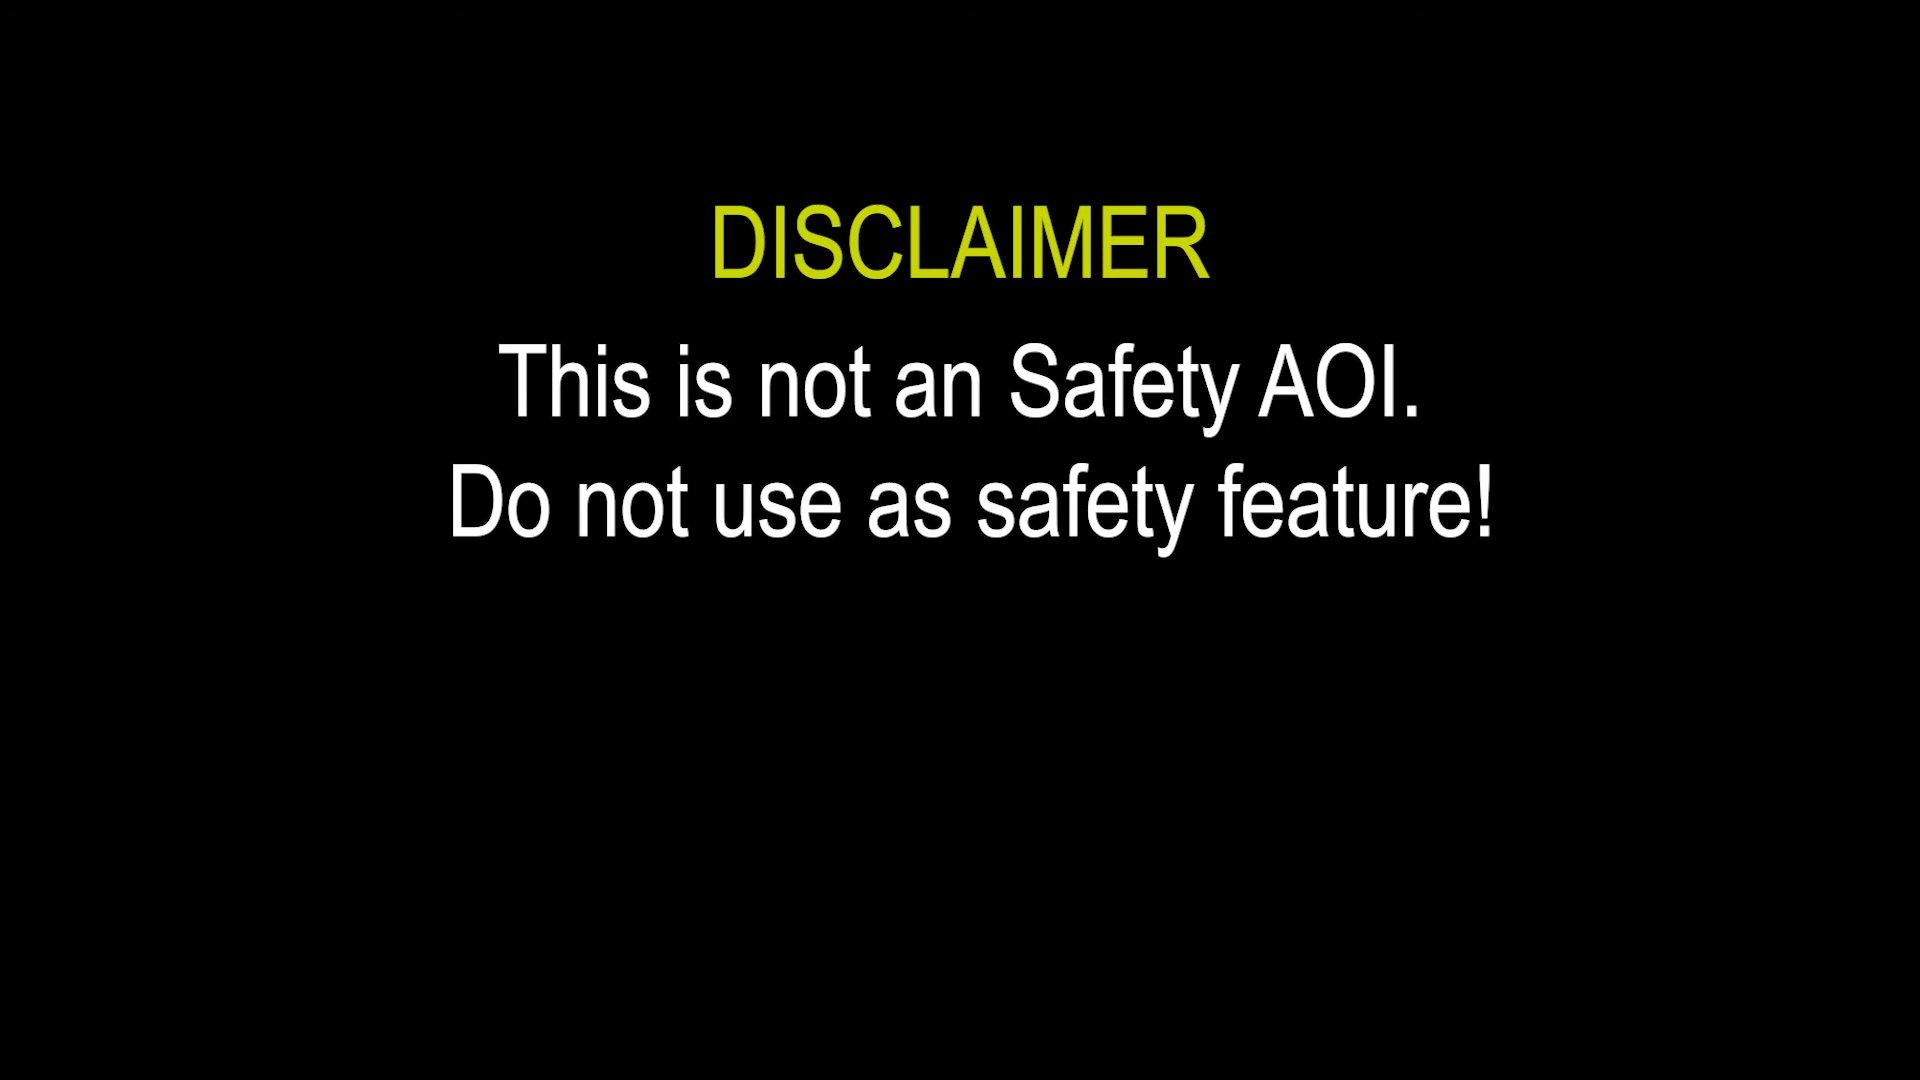 DISCLAIMER
This is not an Safety AOI.
Do not use as safety feature!